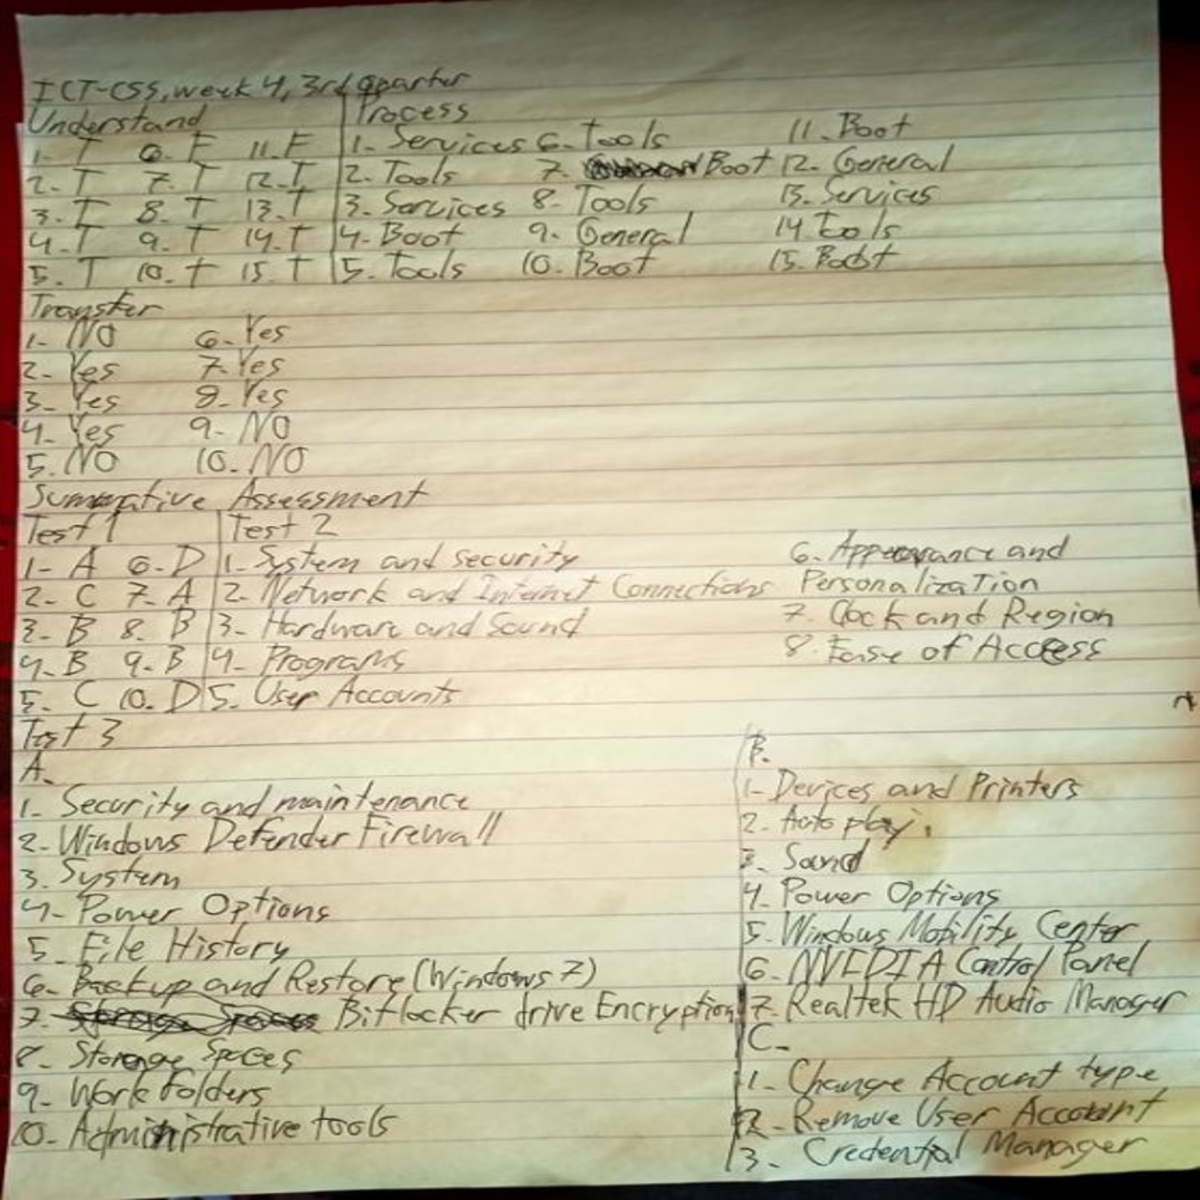 ICT-CSS, week 4, 3rd quarter
Understand
1. T 6. F 11. F
2. T 7. T 12. T
3. T 8. T 13. T
4. T 9. T 14. T
5. T 10. t 15. T
Process
1. Services 6. Tools 11. Boot
2. Tools 7. Boot 12. General
3. Services 8. Tools 13. Services
4. Boot 9. General 14 Tools
5. Tools 10. Boot 15. Boot
Transfer
1. NO 6. Yes
2. Yes 7. Yes
3. Yes 8. Yes
4. Yes 9. NO
5. NO 10. NO
Summative Assessment
Test 1
1. A 6. D
2. C 7. A
3. B 8. B
4. B 9. B
5. C 10. D
Test 2
1. System and security
2. Network and Internet Connections
3. Hardware and Sound
4. Programs
5. User Accounts
6. Appearance and
Personalization
7. Clock and Region
8. Ease of Access
Test 3
A.
1. Security and maintenance
2. Windows Defender Firewall
3. System
4. Power Options
5. File History
6. Backup and Restore (Windows 7)
7. Bitlocker drive Encryption
8. Storage Spaces
9. Work folders
10. Administrative tools
B.
1. Devices and Printers
2. Auto play.
3. Sound
4. Power Options
5. Windows Mobility Center
6. NVIDIA Control Panel
7. Realtek HD Audio Manager
C.
1. Change Account type
2. Remove User Account
3. Credential Manager